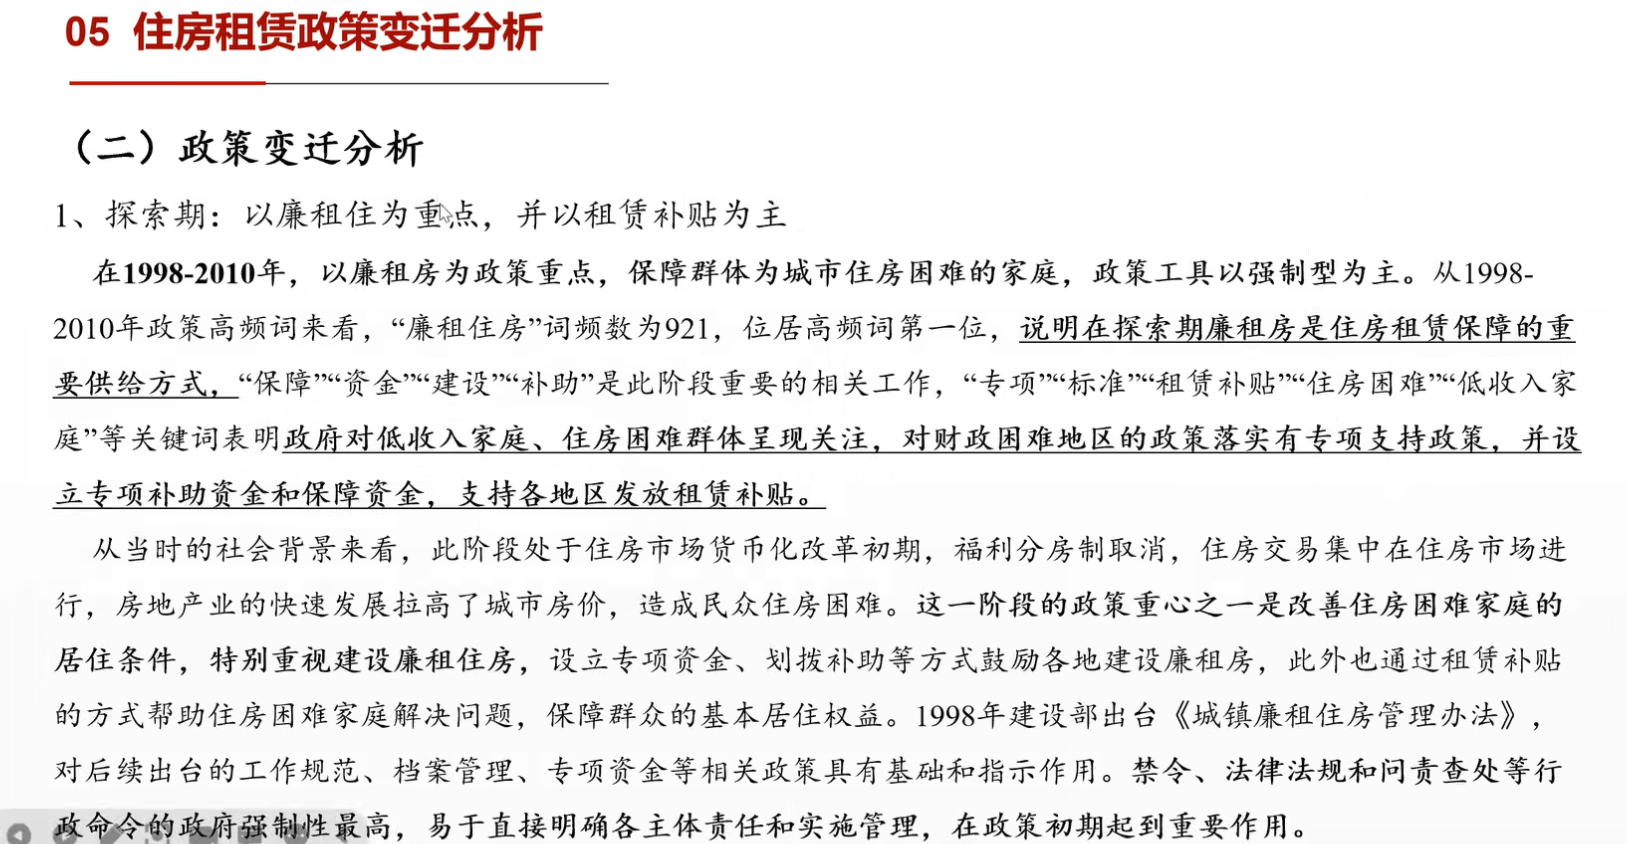 05 住房租赁政策变迁分析
（二）政策变迁分析
1、探索期：以廉租住为重点，并以租赁补贴为主
在1998-2010年，以廉租房为政策重点，保障群体为城市住房困难的家庭，政策工具以强制型为主。从1998-
2010年政策高频词来看，“廉租住房”词频数为921，位居高频词第一位，说明在探索期廉租房是住房租赁保障的重
要供给方式，“保障”“资金”“建设”“补助”是此阶段重要的相关工作，“专项”“标准”“租赁补贴”“住房困难”“低收入家
庭”等关键词表明政府对低收入家庭、住房困难群体呈现关注，对财政困难地区的政策落实有专项支持政策，并设
立专项补助资金和保障资金，支持各地区发放租赁补贴。
从当时的社会背景来看，此阶段处于住房市场货币化改革初期，福利分房制取消，住房交易集中在住房市场进
行，房地产业的快速发展拉高了城市房价，造成民众住房困难。这一阶段的政策重心之一是改善住房困难家庭的
居住条件，特别重视建设廉租住房，设立专项资金、划拨补助等方式鼓励各地建设廉租房，此外也通过租赁补贴
的方式帮助住房困难家庭解决问题，保障群众的基本居住权益。1998年建设部出台《城镇廉租住房管理办法》，
对后续出台的工作规范、档案管理、专项资金等相关政策具有基础和指示作用。禁令、法律法规和问责查处等行
政命令的政府强制性最高，易于直接明确各主体责任和实施管理，在政策初期起到重要作用。